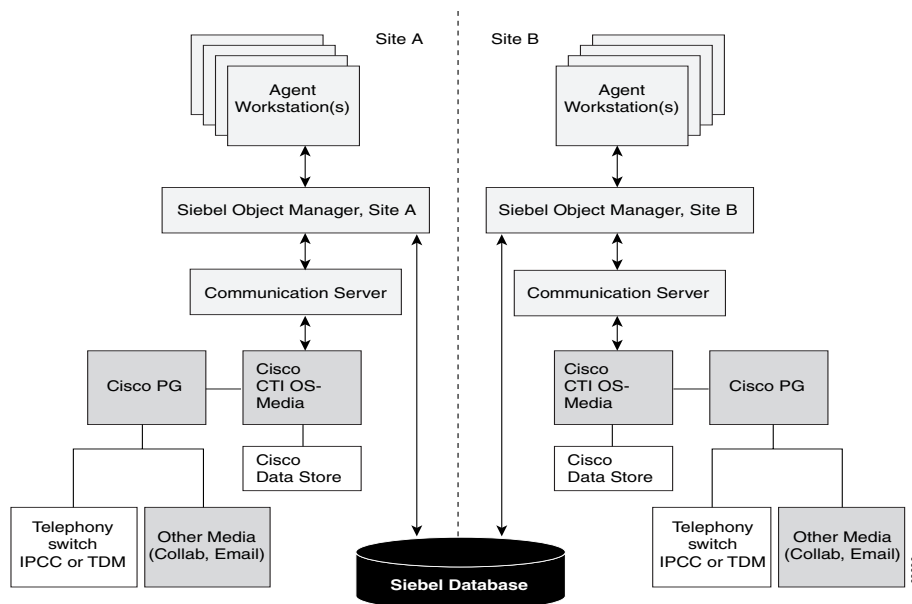 Site A
Site B
Agent
Workstation(s)
Agent
Workstation(s)
Siebel Object Manager, Site A
Siebel Object Manager, Site B
Communication Server
Communication Server
Cisco PG
Cisco
CTI OS-
Media
Cisco
CTI OS-
Media
Cisco PG
Cisco
Data Store
Cisco
Data Store
Telephony
switch
IPCC or TDM
Other Media
(Collab, Email)
Siebel Database
Telephony
switch
IPCC or TDM
Other Media
(Collab, Email)